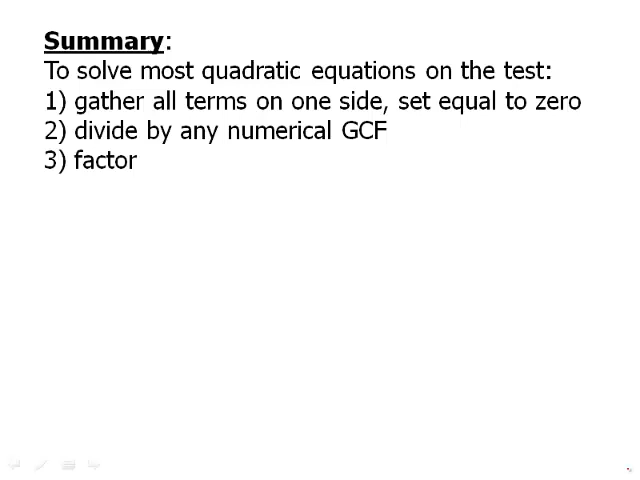 Summary:
To solve most quadratic equations on the test:
1) gather all terms on one side, set equal to zero
2) divide by any numerical GCF
3) factor